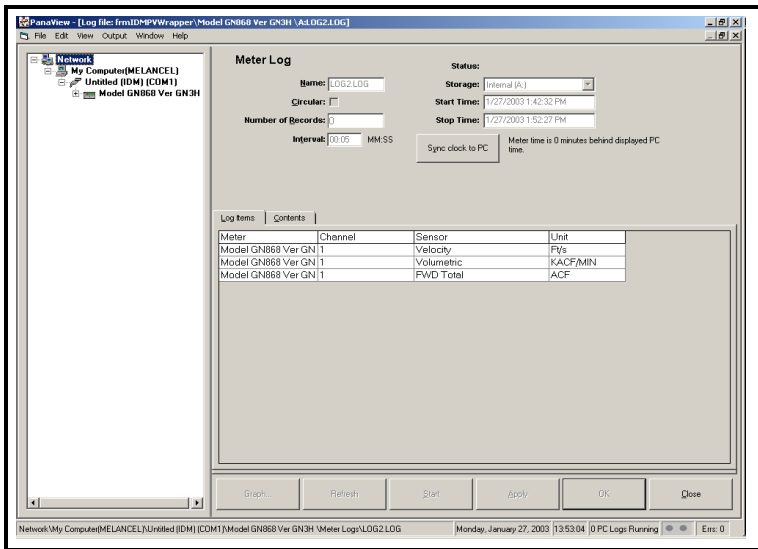 PanaView - [Log file: frmIDMPVWrapper\Model GN868 Ver GN3H \A:LOG2.LOG]
File Edit View Output Window Help
Network
My Computer(MELANCEL)
Untitled (IDM) (COM1)
Model GN868 Ver GN3H
Meter Log
Status:
Name: LOG2.LOG
Storage: Internal (A:)
Circular:
Start Time: 1/27/2003 1:42:32 PM
Number of Records: 0
Stop Time: 1/27/2003 1:52:27 PM
Interval: 00:05 MM:SS
Sync clock to PC
Meter time is 0 minutes behind displayed PC
time.
Log Items Contents
Meter Channel Sensor Unit
Model GN868 Ver GN 1 Velocity Ft/s
Model GN868 Ver GN 1 Volumetric KACF/MIN
Model GN868 Ver GN 1 FWD Total ACF
Graph... Refresh Start Apply OK Close
Network\My Computer(MELANCEL)\Untitled (IDM) (COM1)\Model GN868 Ver GN3H \Meter Logs\LOG2.LOG Monday, January 27, 2003 13:53:04 0 PC Logs Running Errs: 0